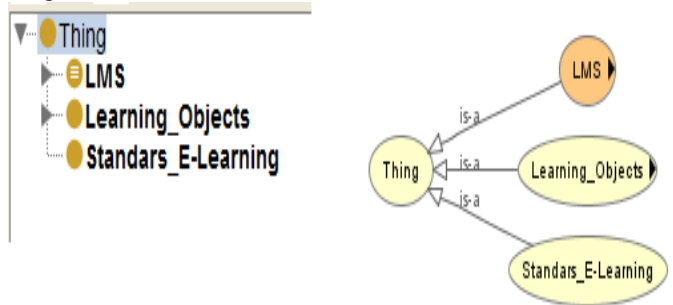 Thing
LMS
Learning_Objects
Standars_E-Learning
LMS
is-a
Thing
is-a
Learning_Objects
is-a
Standars_E-Learning